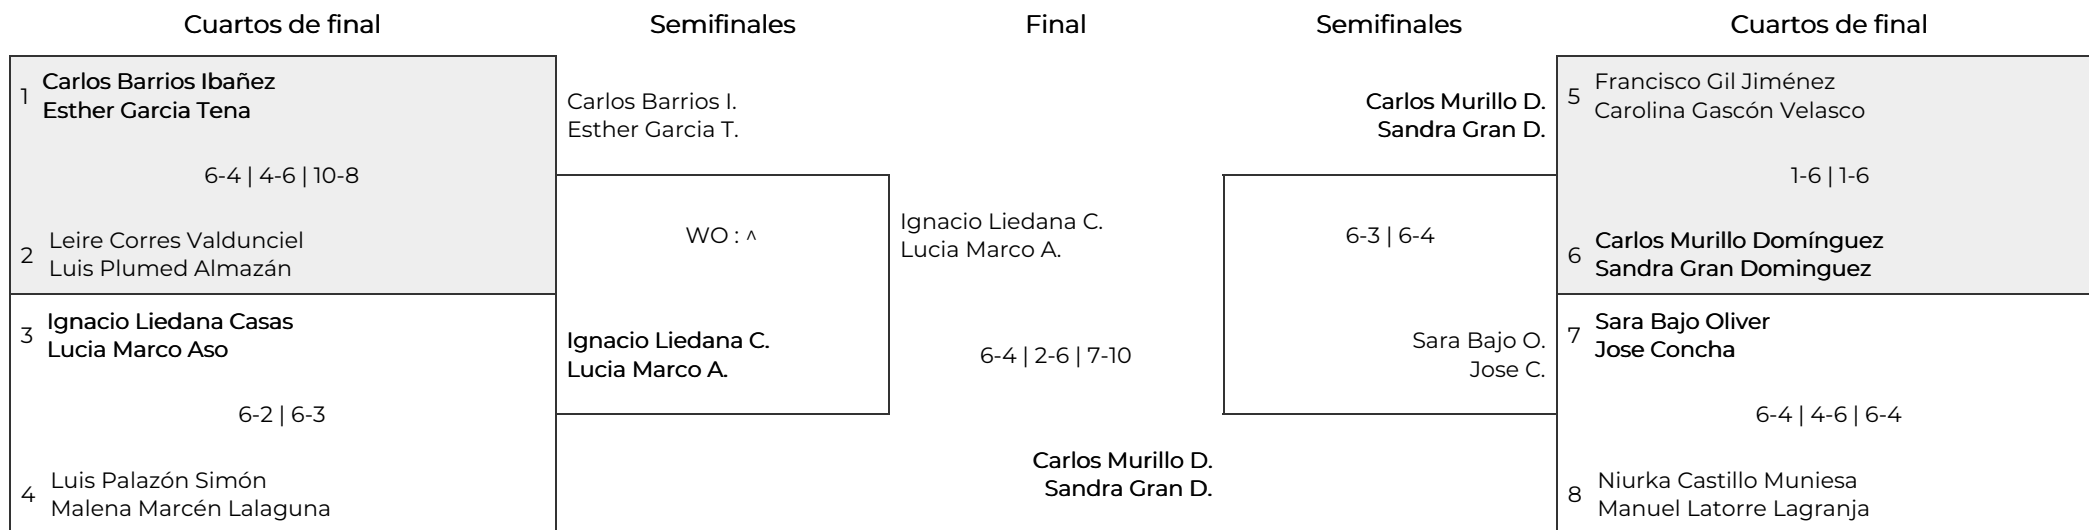 Cuartos de final
Semifinales
Final
Semifinales
Cuartos de final
1
Carlos Barrios Ibañez
Esther Garcia Tena
6-4 | 4-6 | 10-8
2
Leire Corres Valdunciel
Luis Plumed Almazán
3
Ignacio Liedana Casas
Lucia Marco Aso
6-2 | 6-3
4
Luis Palazón Simón
Malena Marcén Lalaguna
Carlos Barrios I.
Esther Garcia T.
WO : ^
Ignacio Liedana C.
Lucia Marco A.
Ignacio Liedana C.
Lucia Marco A.
6-4 | 2-6 | 7-10
Carlos Murillo D.
Sandra Gran D.
Carlos Murillo D.
Sandra Gran D.
6-3 | 6-4
Sara Bajo O.
Jose C.
5
Francisco Gil Jiménez
Carolina Gascón Velasco
1-6 | 1-6
6
Carlos Murillo Domínguez
Sandra Gran Dominguez
7
Sara Bajo Oliver
Jose Concha
6-4 | 4-6 | 6-4
8
Niurka Castillo Muniesa
Manuel Latorre Lagranja